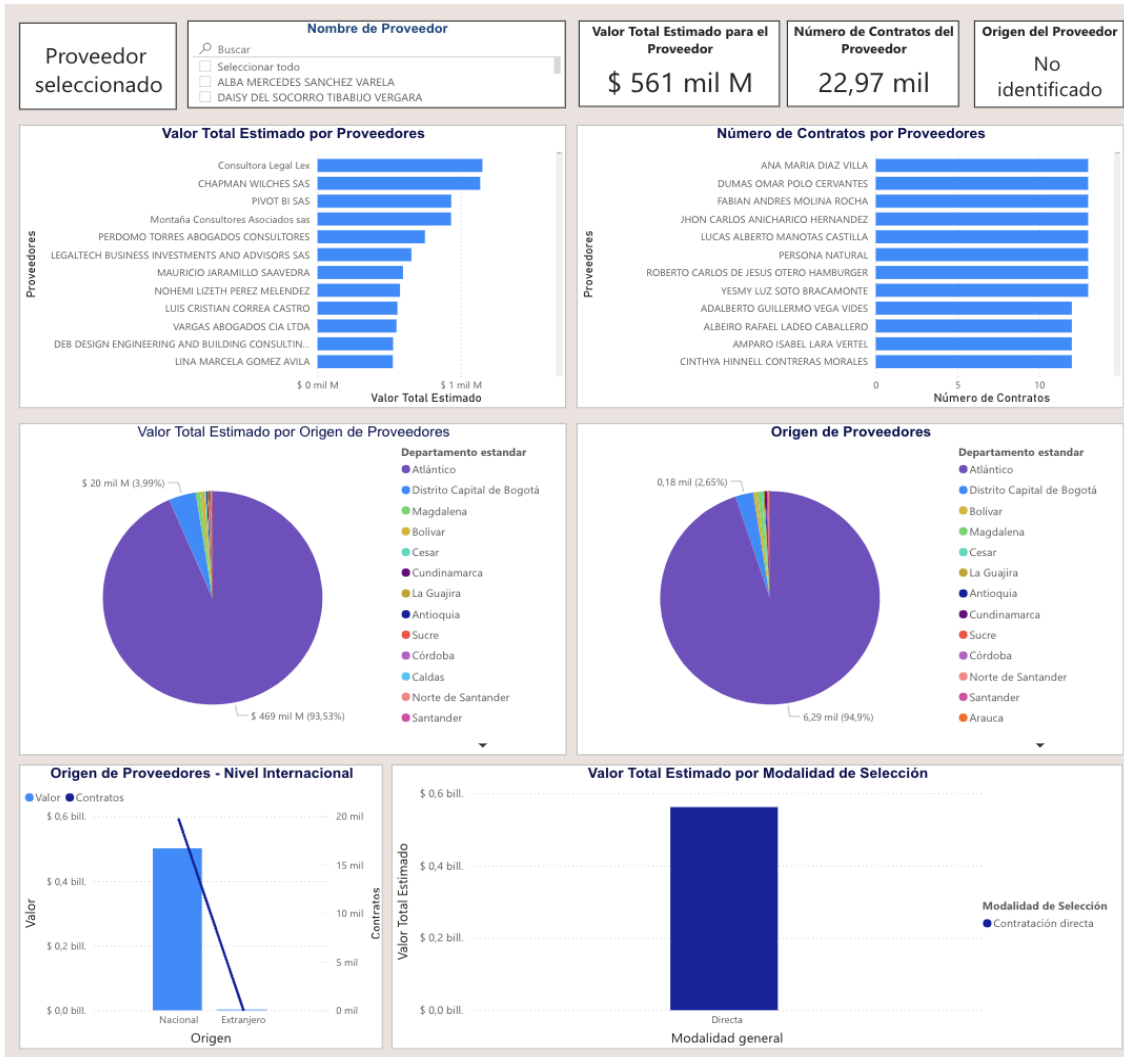 Proveedor
seleccionado
Nombre de Proveedor
Buscar
Seleccionar todo
ALBA MERCEDES SANCHEZ VARELA
DAISY DEL SOCORRO TIBABIJO VERGARA
Valor Total Estimado para el
Proveedor
$ 561 mil M
Número de Contratos del
Proveedor
22,97 mil
Origen del Proveedor
No
identificado
Valor Total Estimado por Proveedores
Proveedores
Consultora Legal Lex
CHAPMAN WILCHES SAS
PIVOT BI SAS
Montaña Consultores Asociados sas
PERDOMO TORRES ABOGADOS CONSULTORES
LEGALTECH BUSINESS INVESTMENTS AND ADVISORS SAS
MAURICIO JARAMILLO SAAVEDRA
NOHEMI LIZETH PEREZ MELENDEZ
LUIS CRISTIAN CORREA CASTRO
VARGAS ABOGADOS CIA LTDA
DEB DESIGN ENGINEERING AND BUILDING CONSULTIN...
LINA MARCELA GOMEZ AVILA
$ 0 mil M
$ 1 mil M
Valor Total Estimado
Número de Contratos por Proveedores
Proveedores
ANA MARIA DIAZ VILLA
DUMAS OMAR POLO CERVANTES
FABIAN ANDRES MOLINA ROCHA
JHON CARLOS ANICHARICO HERNANDEZ
LUCAS ALBERTO MANOTAS CASTILLA
PERSONA NATURAL
ROBERTO CARLOS DE JESUS OTERO HAMBURGER
YESMY LUZ SOTO BRACAMONTE
ADALBERTO GUILLERMO VEGA VIDES
ALBEIRO RAFAEL LADEO CABALLERO
AMPARO ISABEL LARA VERTEL
CINTHYA HINNELL CONTRERAS MORALES
0
5
10
Número de Contratos
Valor Total Estimado por Origen de Proveedores
$ 20 mil M (3,99%)
$ 469 mil M (93,53%)
Departamento estandar
Atlántico
Distrito Capital de Bogotá
Magdalena
Bolívar
Cesar
Cundinamarca
La Guajira
Antioquia
Sucre
Córdoba
Caldas
Norte de Santander
Santander
Origen de Proveedores
0,18 mil (2,65%)
6,29 mil (94,9%)
Departamento estandar
Atlántico
Distrito Capital de Bogotá
Bolívar
Magdalena
Cesar
La Guajira
Antioquia
Cundinamarca
Sucre
Córdoba
Norte de Santander
Santander
Arauca
Origen de Proveedores - Nivel Internacional
Valor
Contratos
$ 0,6 bill.
$ 0,4 bill.
$ 0,2 bill.
$ 0,0 bill.
Valor
20 mil
15 mil
10 mil
5 mil
0 mil
Contratos
Nacional
Extranjero
Origen
Valor Total Estimado por Modalidad de Selección
Valor Total Estimado
$ 0,6 bill.
$ 0,4 bill.
$ 0,2 bill.
$ 0,0 bill.
Directa
Modalidad general
Modalidad de Selección
Contratación directa